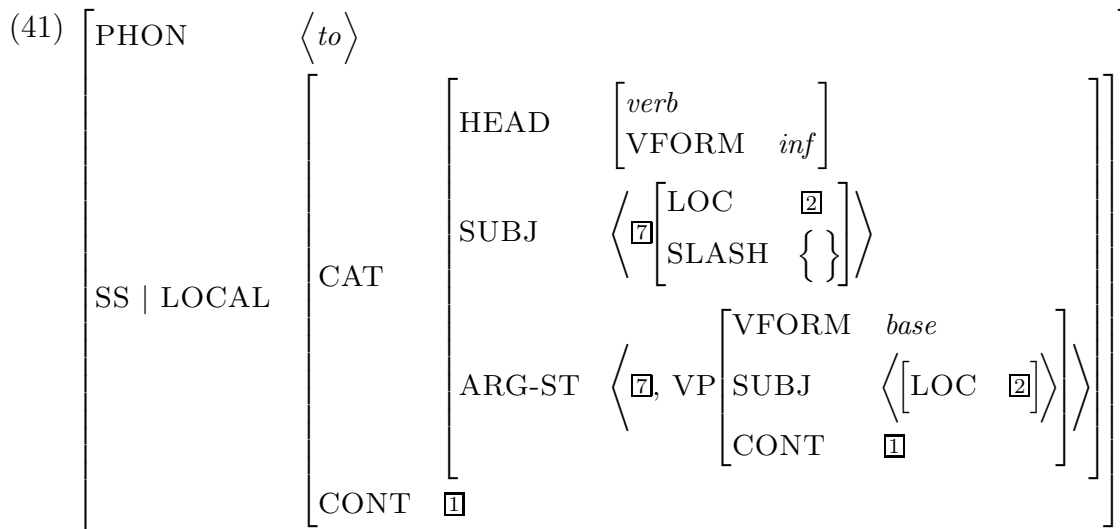 (41) PHON ⟨to⟩
HEAD [verb
VFORM inf]
SUBJ ⟨[7][LOC [2]
SLASH { }]⟩
SS | LOCAL CAT
ARG-ST ⟨[7], VP[VFORM base
SUBJ ⟨[LOC [2]]⟩
CONT [1]]⟩
CONT [1]